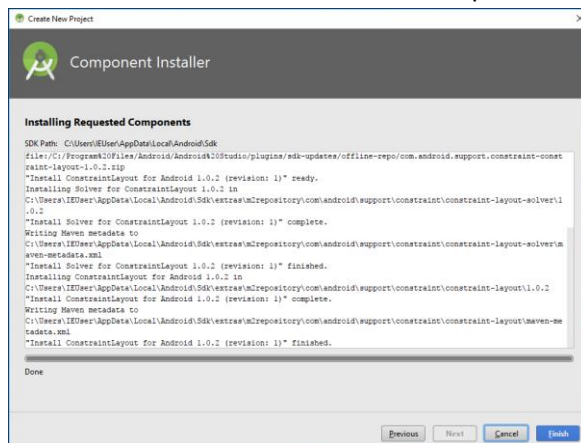 Create New Project
Component Installer
Installing Requested Components
SDK Path: C:\Users\IEUser\AppData\Local\Android\Sdk
file:/C:/Program%20Files/Android/Android%20Studio/plugins/sdk-updates/offline-repo/com.android.support.constraint-const
raint-layout-1.0.2.zip
"Install ConstraintLayout for Android 1.0.2 (revision: 1)" ready.
Installing Solver for ConstraintLayout 1.0.2 in
C:\Users\IEUser\AppData\Local\Android\Sdk\extras\m2repository\com\android\support\constraint\constraint-layout-solver\1
.0.2
"Install Solver for ConstraintLayout 1.0.2 (revision: 1)" complete.
Writing Maven metadata to
C:\Users\IEUser\AppData\Local\Android\Sdk\extras\m2repository\com\android\support\constraint\constraint-layout-solver\m
aven-metadata.xml
"Install Solver for ConstraintLayout 1.0.2 (revision: 1)" finished.
Installing ConstraintLayout for Android 1.0.2 in
C:\Users\IEUser\AppData\Local\Android\Sdk\extras\m2repository\com\android\support\constraint\constraint-layout\1.0.2
"Install ConstraintLayout for Android 1.0.2 (revision: 1)" complete.
Writing Maven metadata to
C:\Users\IEUser\AppData\Local\Android\Sdk\extras\m2repository\com\android\support\constraint\constraint-layout\maven-me
tadata.xml
"Install ConstraintLayout for Android 1.0.2 (revision: 1)" finished.
Done
Previous Next Cancel Finish